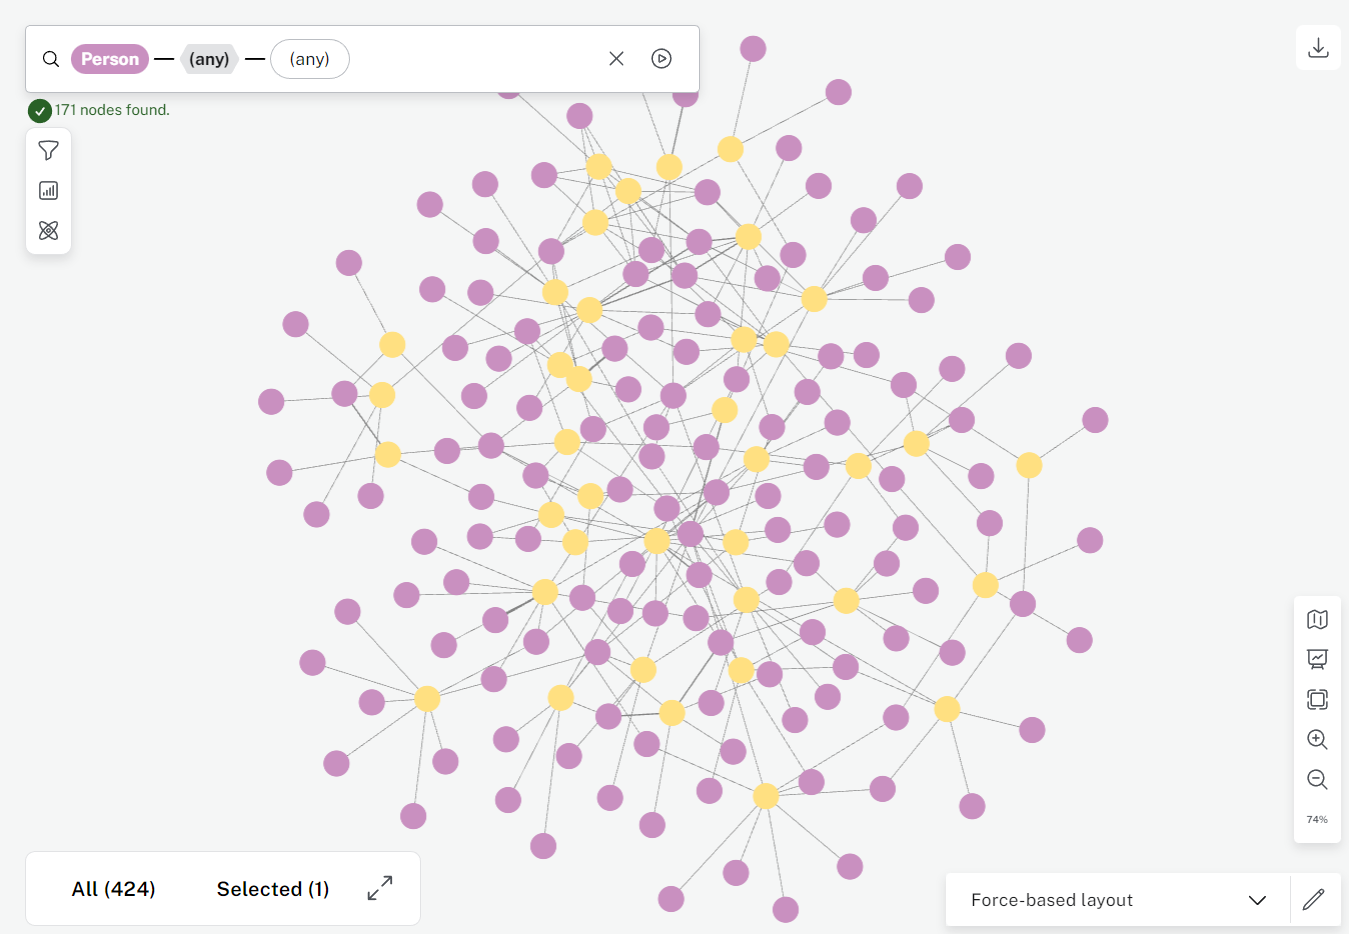 Person (any) (any)
171 nodes found.
74%
All (424) Selected (1)
Force-based layout